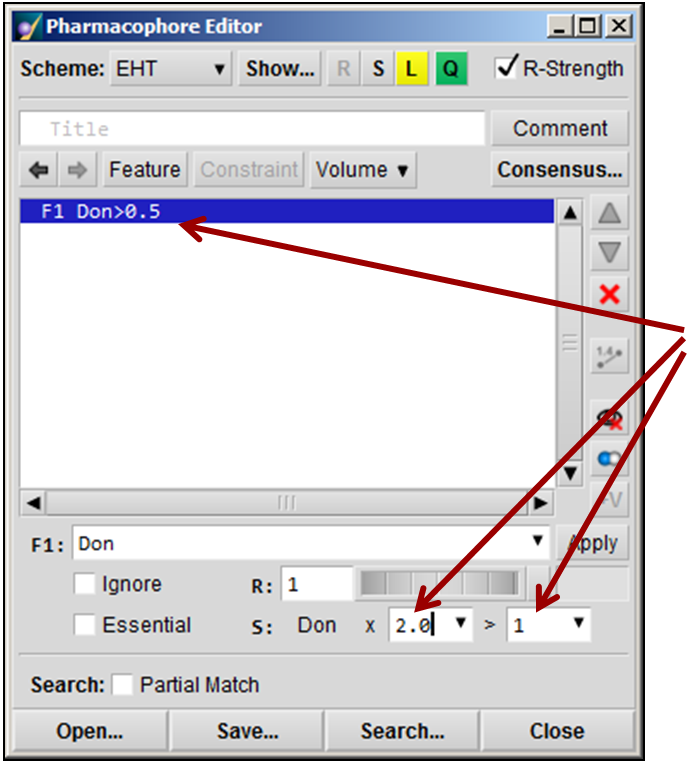 Pharmacophore Editor
Scheme: EHT Show... R S L Q R-Strength
Title Comment
Feature Constraint Volume Consensus...
F1 Don>0.5
1.4
F1: Don Apply
Ignore R: 1
Essential S: Don x 2.0 > 1
Search: Partial Match
Open... Save... Search... Close